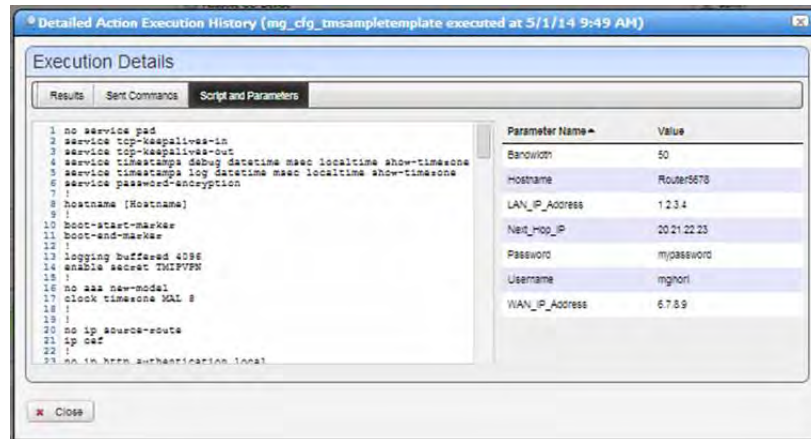 Detailed Action Execution History (mg_cfg_tmsampletemplate executed at 5/1/14 9:49 AM)
Execution Details
Results Sent Commands Script and Parameters
1 no service pad
2 service tcp-keepalives-in
3 service tcp-keepalives-out
4 service timestamps debug datetime msec localtime show-timezone
5 service timestamps log datetime msec localtime show-timezone
6 service password-encryption
7 !
8 hostname [Hostname]
9 !
10 boot-start-marker
11 boot-end-marker
12 !
13 logging buffered 4096
14 enable secret TMIPVPN
15 !
16 no aaa new-model
17 clock timezone MAL 8
18 !
19 !
20 no ip source-route
21 ip cef
22 !
23 no ip http authentication local
Parameter Name Value
Bandwidth 50
Hostname Router5678
LAN_IP_Address 1.2.3.4
Next_Hop_IP 20.21.22.23
Password mypassword
Username mghori
WAN_IP_Address 6.7.8.9
Close